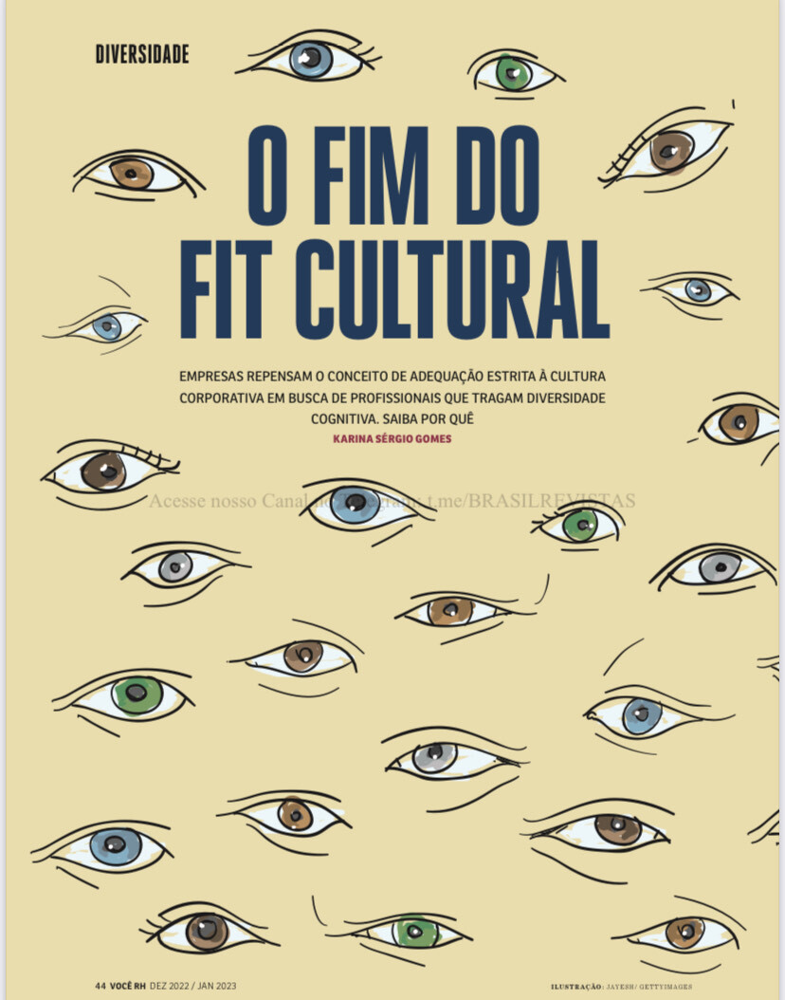 DIVERSIDADE
O FIM DO
FIT CULTURAL
EMPRESAS REPENSAM O CONCEITO DE ADEQUAÇÃO ESTRITA À CULTURA
CORPORATIVA EM BUSCA DE PROFISSIONAIS QUE TRAGAM DIVERSIDADE
COGNITIVA. SAIBA POR QUÊ
KARINA SÉRGIO GOMES
Acesse nosso Canal no Telegram: t.me/BRASILREVISTAS
44 VOCÊ RH DEZ 2022 / JAN 2023
ILUSTRAÇÃO: JAYESH/ GETTYIMAGES